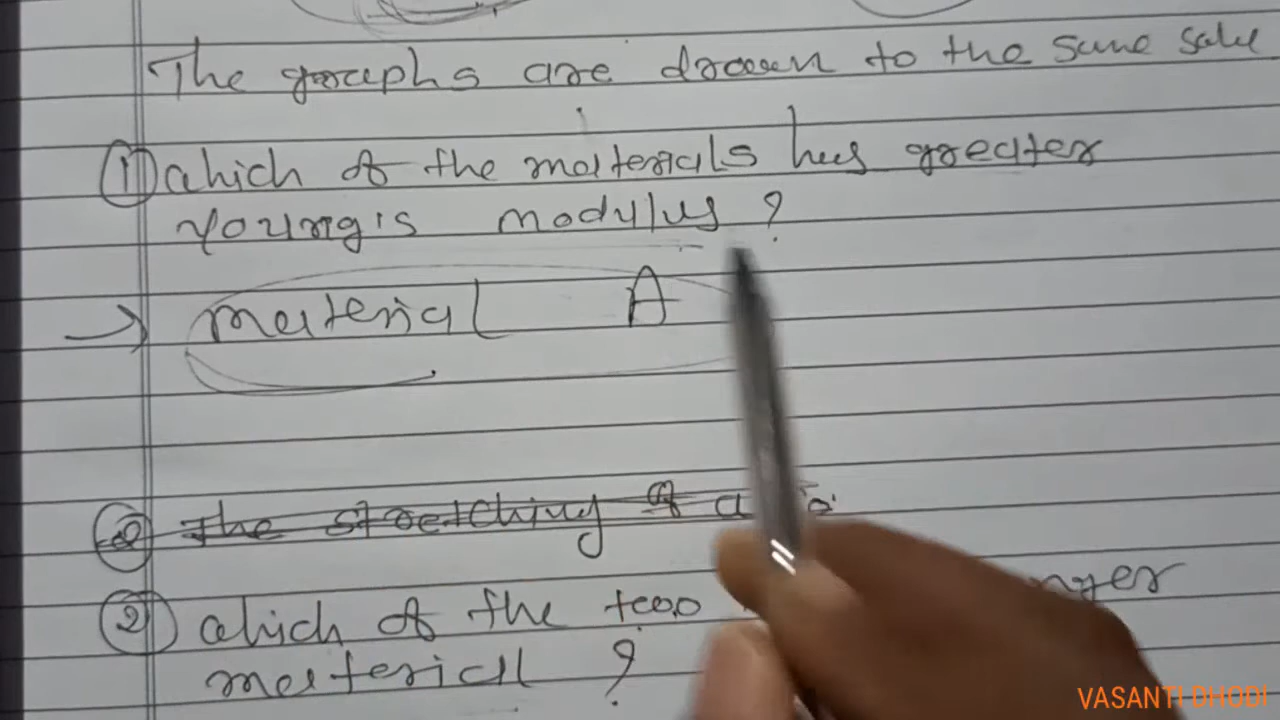 The graphs are drawn to the same sale
① which of the materials has greater
young's modulus ?
→ material A
② The stretching of a
② which of the two
material ?
VASANTI DHODI